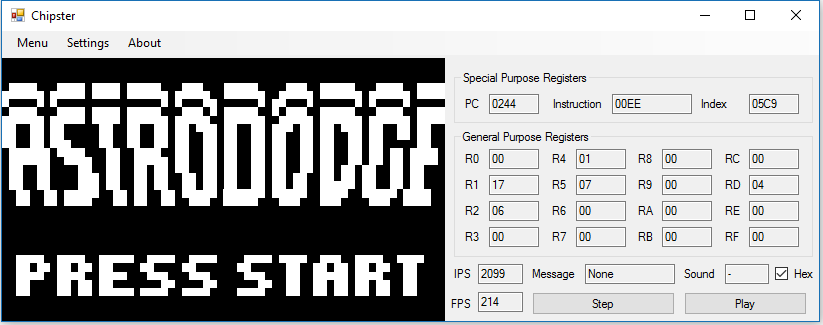 Chipster
Menu Settings About
ASTRODODGE
PRESS START
Special Purpose Registers
PC 0244 Instruction 00EE Index 05C9
General Purpose Registers
R0 00 R4 01 R8 00 RC 00
R1 17 R5 07 R9 00 RD 04
R2 06 R6 00 RA 00 RE 00
R3 00 R7 00 RB 00 RF 00
IPS 2099 Message None Sound - Hex
FPS 214 Step Play